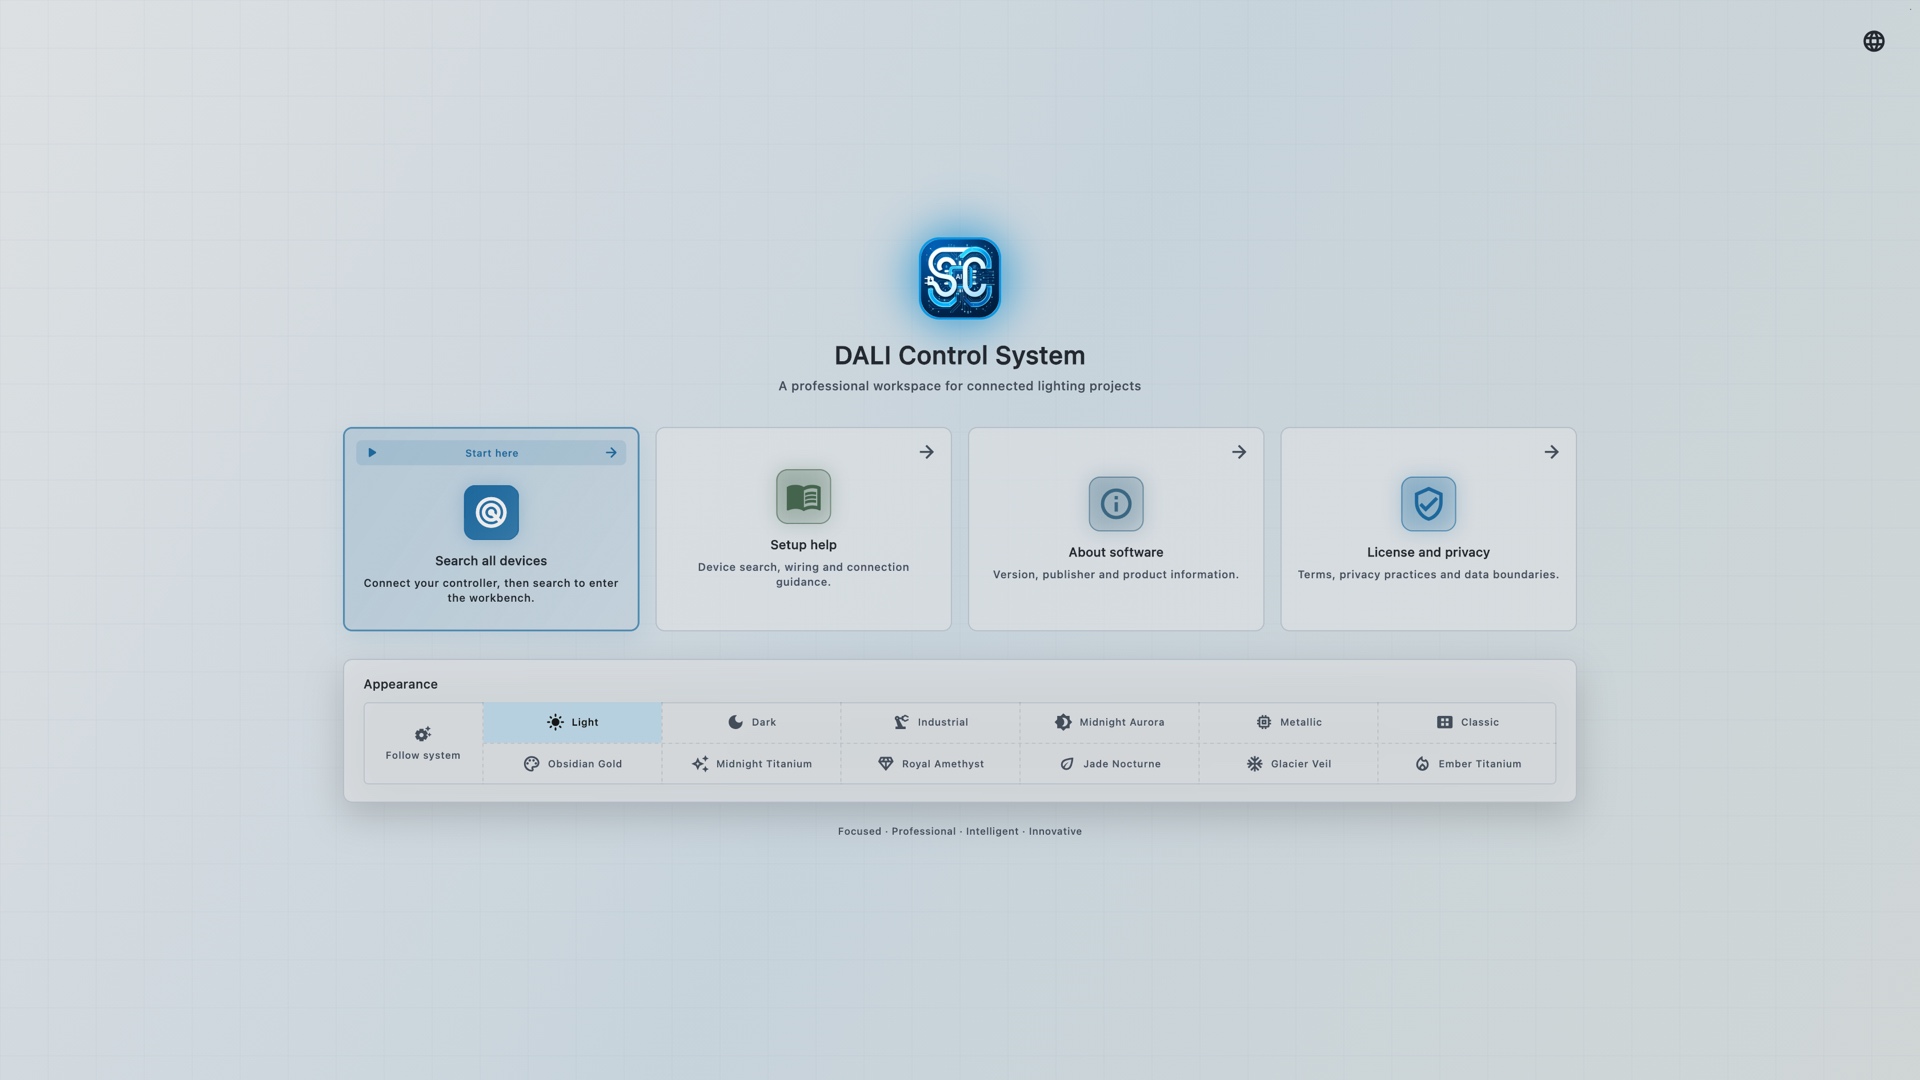 SC
AI
DALI Control System
A professional workspace for connected lighting projects
Start here
Search all devices
Connect your controller, then search to enter
the workbench.
Setup help
Device search, wiring and connection
guidance.
About software
Version, publisher and product information.
License and privacy
Terms, privacy practices and data boundaries.
Appearance
Follow system
Light
Dark
Industrial
Midnight Aurora
Metallic
Classic
Obsidian Gold
Midnight Titanium
Royal Amethyst
Jade Nocturne
Glacier Veil
Ember Titanium
Focused · Professional · Intelligent · Innovative